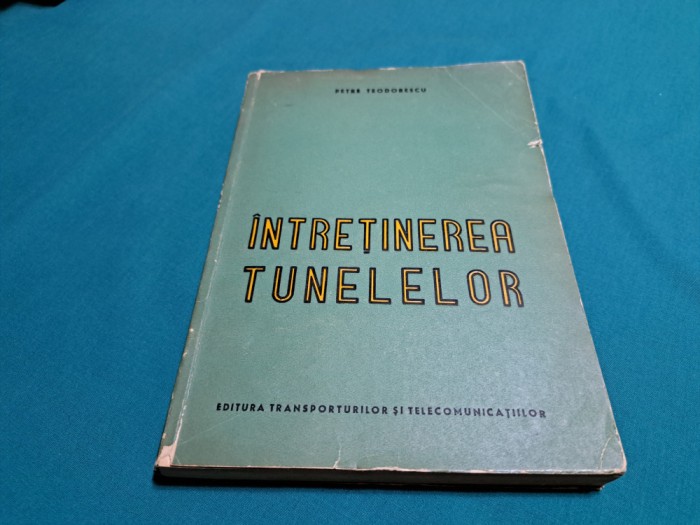 PETRE TEODORESCU
ÎNTREȚINEREA
TUNELELOR
EDITURA TRANSPORTURILOR ȘI TELECOMUNICAȚIILOR